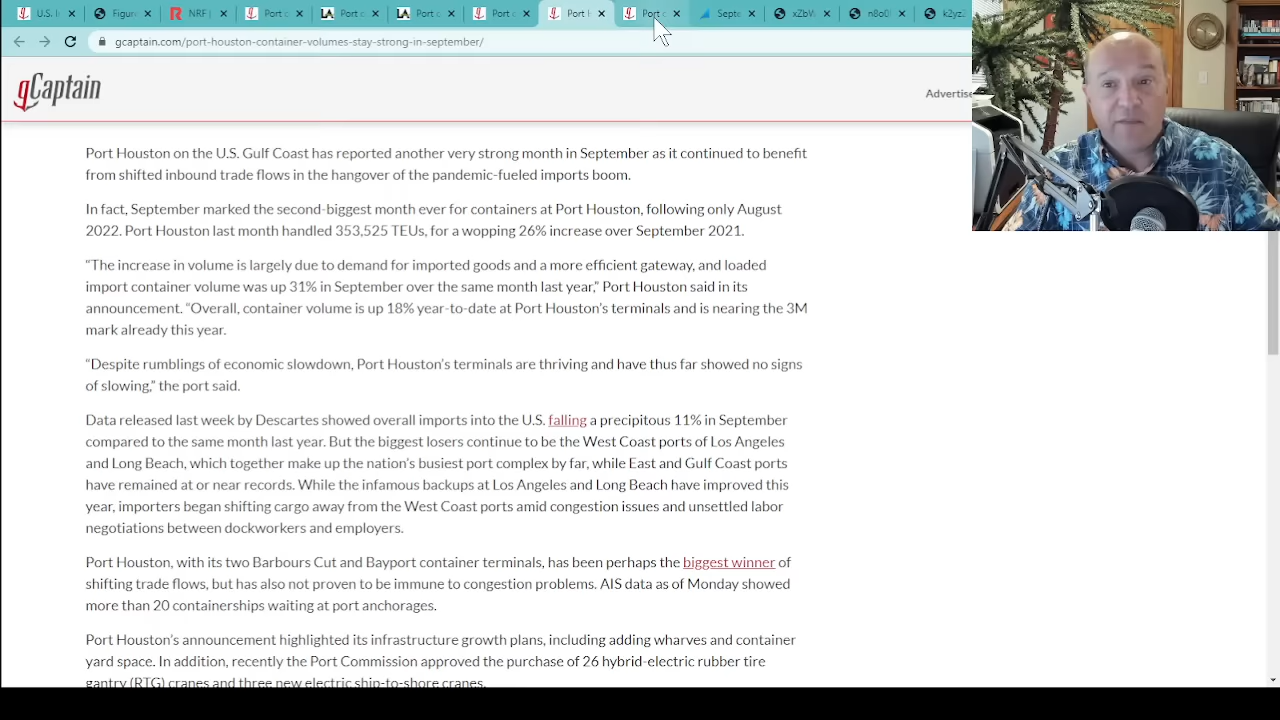 U.S. I
Figure
NRF
Port c
Port c
Port c
Port c
Port h
Port c
Septe
xZbV
n8o0l
k2yz2
gcaptain.com/port-houston-container-volumes-stay-strong-in-september/
gCaptain
Advertise
Port Houston on the U.S. Gulf Coast has reported another very strong month in September as it continued to benefit
from shifted inbound trade flows in the hangover of the pandemic-fueled imports boom.
In fact, September marked the second-biggest month ever for containers at Port Houston, following only August
2022. Port Houston last month handled 353,525 TEUs, for a wopping 26% increase over September 2021.
“The increase in volume is largely due to demand for imported goods and a more efficient gateway, and loaded
import container volume was up 31% in September over the same month last year,” Port Houston said in its
announcement. “Overall, container volume is up 18% year-to-date at Port Houston’s terminals and is nearing the 3M
mark already this year.
“Despite rumblings of economic slowdown, Port Houston’s terminals are thriving and have thus far showed no signs
of slowing,” the port said.
Data released last week by Descartes showed overall imports into the U.S. falling a precipitous 11% in September
compared to the same month last year. But the biggest losers continue to be the West Coast ports of Los Angeles
and Long Beach, which together make up the nation’s busiest port complex by far, while East and Gulf Coast ports
have remained at or near records. While the infamous backups at Los Angeles and Long Beach have improved this
year, importers began shifting cargo away from the West Coast ports amid congestion issues and unsettled labor
negotiations between dockworkers and employers.
Port Houston, with its two Barbours Cut and Bayport container terminals, has been perhaps the biggest winner of
shifting trade flows, but has also not proven to be immune to congestion problems. AIS data as of Monday showed
more than 20 containerships waiting at port anchorages.
Port Houston’s announcement highlighted its infrastructure growth plans, including adding wharves and container
yard space. In addition, recently the Port Commission approved the purchase of 26 hybrid-electric rubber tire
gantry (RTG) cranes and three new electric ship-to-shore cranes.